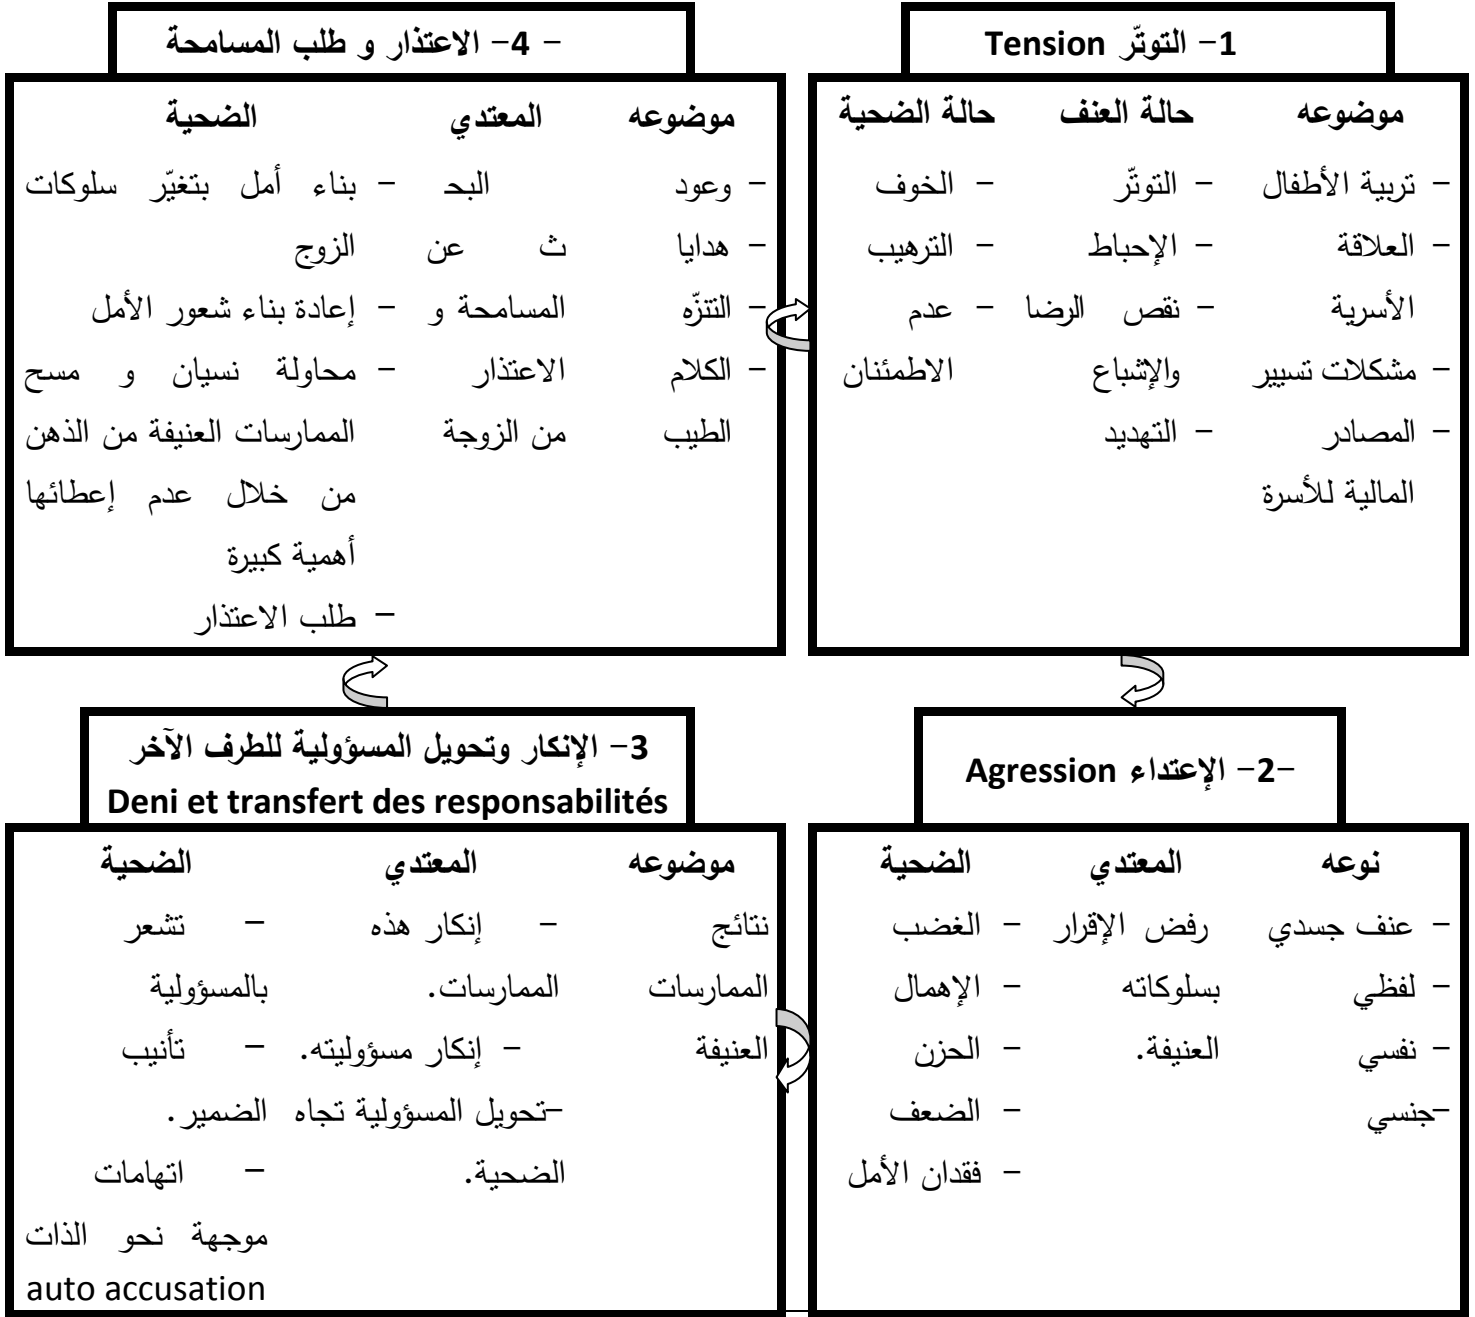 1- التوتّر Tension
موضوعه حالة العنف حالة الضحية
- تربية الأطفال - التوتّر - الخوف
- العلاقة - الإحباط - الترهيب
الأسرية - نقص الرضا - عدم
- مشكلات تسيير والإشباع الاطمئنان
- المصادر - التهديد
المالية للأسرة
- 4- الاعتذار و طلب المسامحة
موضوعه المعتدي الضحية
- وعود البحـ - بناء أمل بتغيّر سلوكات
- هدايا ث عن الزوج
- التنزّه المسامحة و - إعادة بناء شعور الأمل
- الكلام الاعتذار - محاولة نسيان و مسح
الطيب من الزوجة الممارسات العنيفة من الذهن
من خلال عدم إعطائها
أهمية كبيرة
- طلب الاعتذار
-2- الإعتداء Agression
نوعه المعتدي الضحية
- عنف جسدي رفض الإقرار - الغضب
- لفظي بسلوكاته - الإهمال
- نفسي العنيفة. - الحزن
-جنسي - الضعف
- فقدان الأمل
3- الإنكار وتحويل المسؤولية للطرف الآخر
Deni et transfert des responsabilités
موضوعه المعتدي الضحية
نتائج - إنكار هذه - تشعر
الممارسات الممارسات. بالمسؤولية
العنيفة - إنكار مسؤوليته. - تأنيب
-تحويل المسؤولية تجاه الضمير.
الضحية. - اتهامات
موجهة نحو الذات
auto accusation